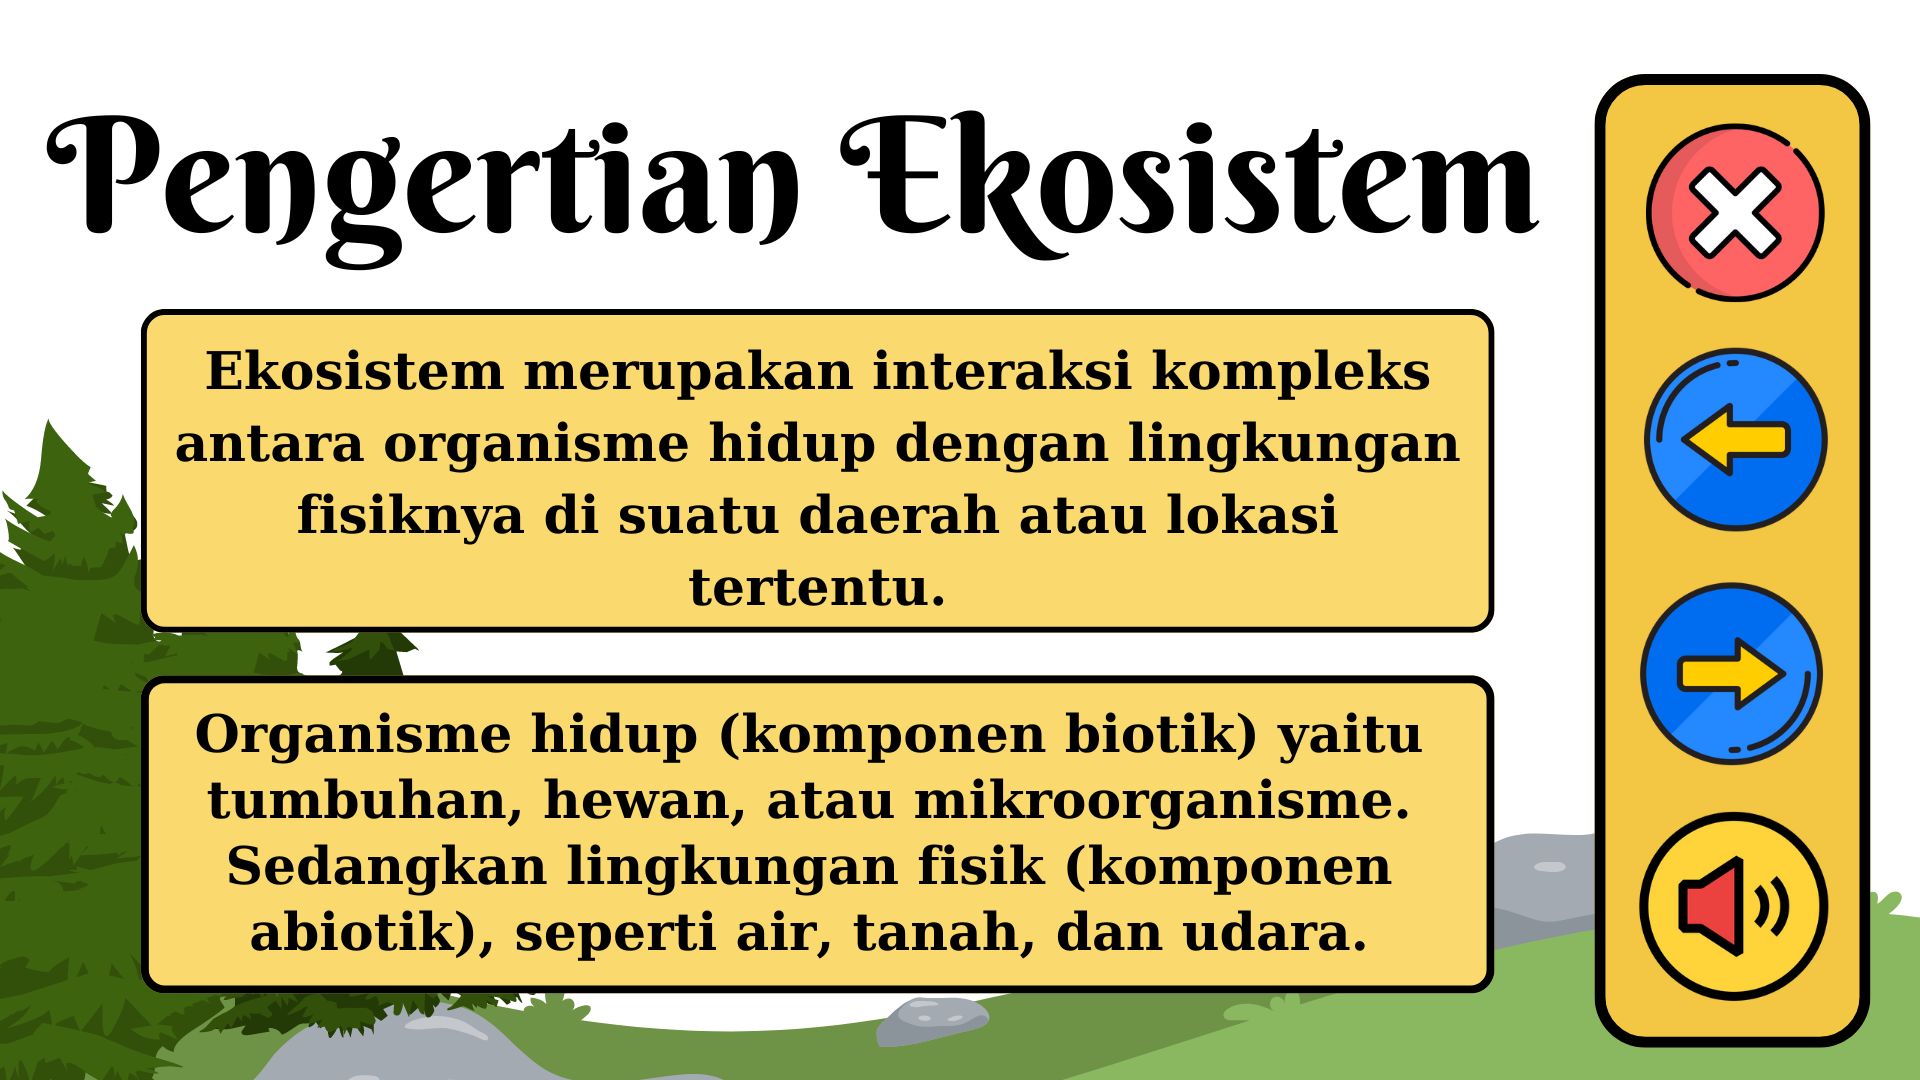 Pengertian Ekosistem
Ekosistem merupakan interaksi kompleks
antara organisme hidup dengan lingkungan
fisiknya di suatu daerah atau lokasi
tertentu.
Organisme hidup (komponen biotik) yaitu
tumbuhan, hewan, atau mikroorganisme.
Sedangkan lingkungan fisik (komponen
abiotik), seperti air, tanah, dan udara.